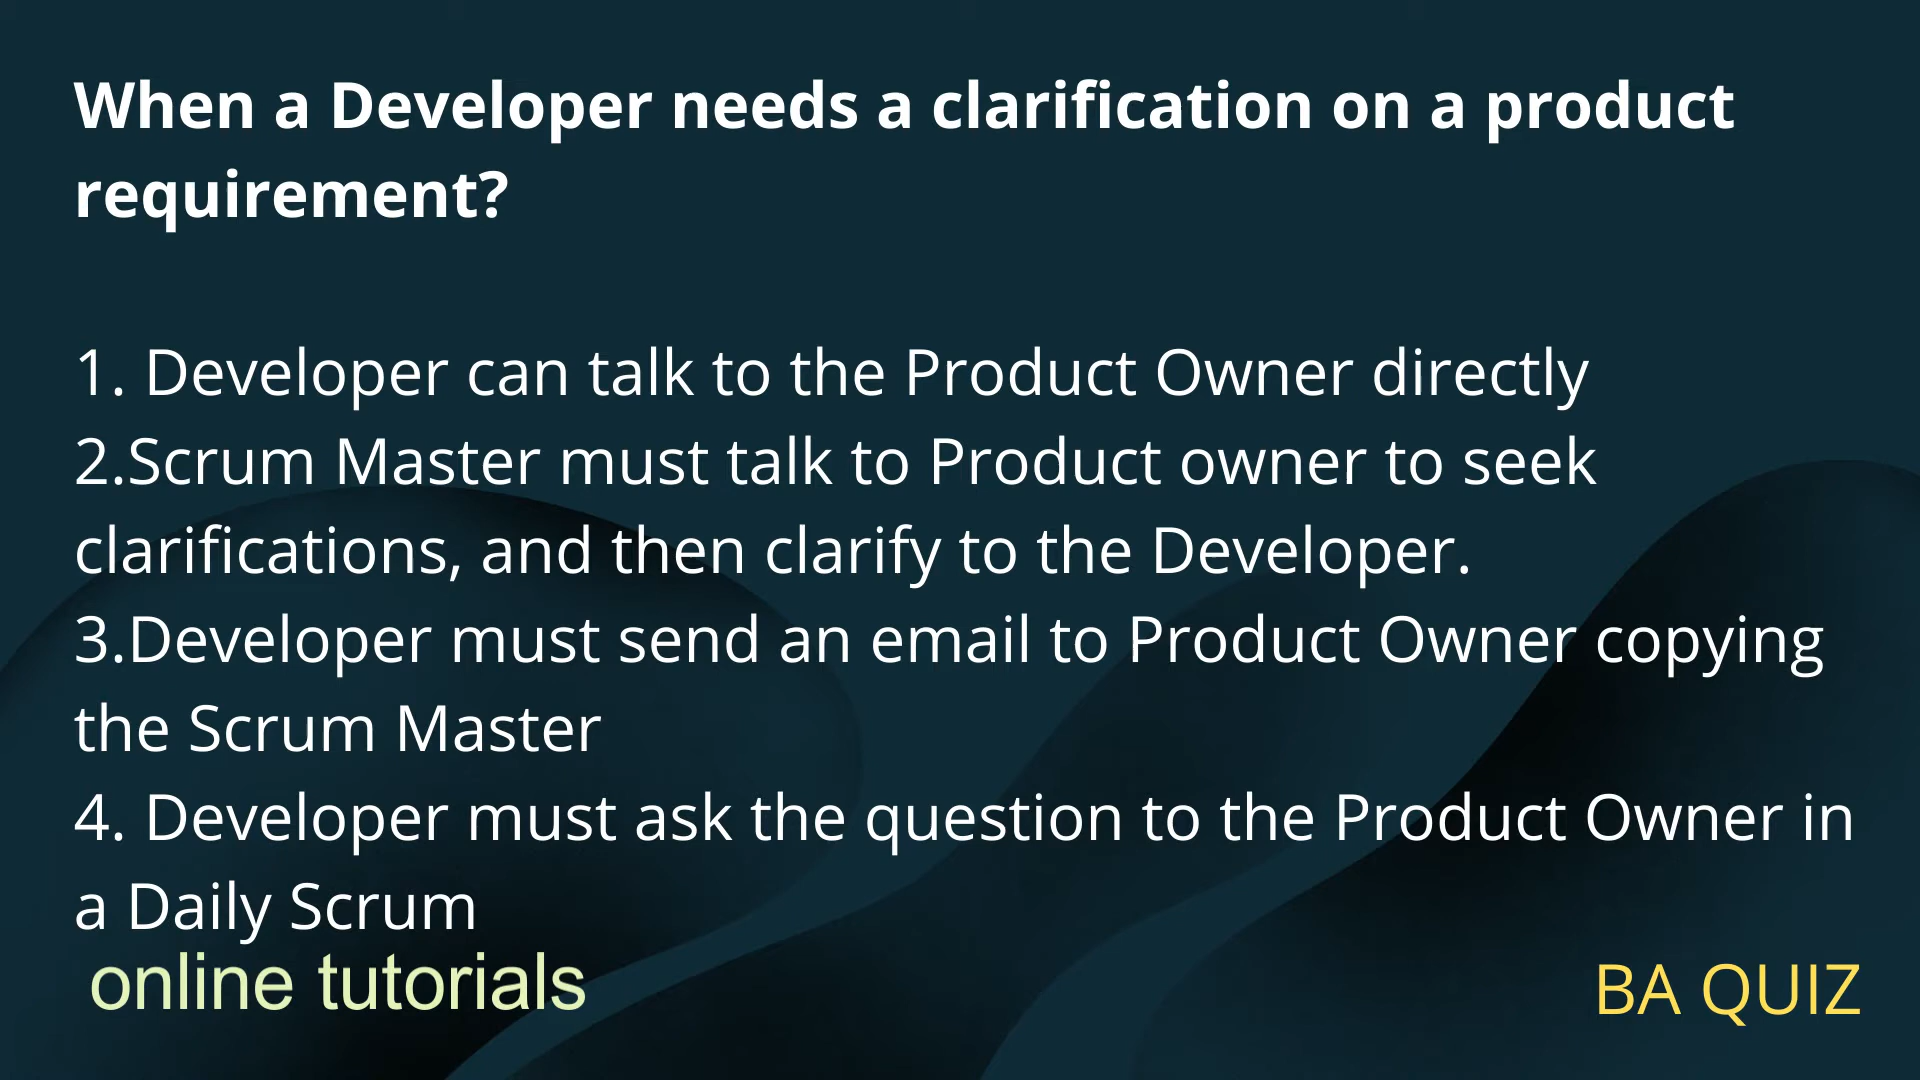 When a Developer needs a clarification on a product
requirement?
1. Developer can talk to the Product Owner directly
2.Scrum Master must talk to Product owner to seek
clarifications, and then clarify to the Developer.
3.Developer must send an email to Product Owner copying
the Scrum Master
4. Developer must ask the question to the Product Owner in
a Daily Scrum
online tutorials
BA QUIZ